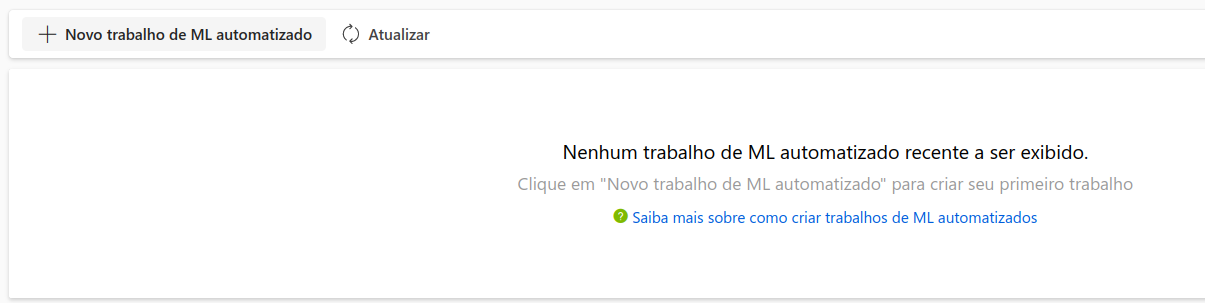 Novo trabalho de ML automatizado Atualizar
Nenhum trabalho de ML automatizado recente a ser exibido.
Clique em "Novo trabalho de ML automatizado" para criar seu primeiro trabalho
? Saiba mais sobre como criar trabalhos de ML automatizados